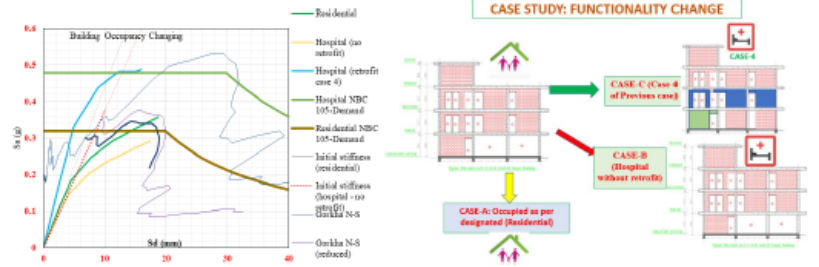 CASE STUDY: FUNCTIONALITY CHANGE
Building Occupancy Changing
Sa (g)
0.6
0.5
0.4
0.3
0.2
0.1
0
0
10
20
30
40
Sd (mm)
Residential
Hospital (no
retrofit)
Hospital (retrofit
case 4)
Hospital NBC
105-Demand
Residential NBC
105-Demand
Initial stiffness
(residential)
Initial stiffness
(hospital - no
retrofit)
Gorkha N-S
Gorkha N-S
(reduced)
CASE-C (Case 4
of Previous case)
CASE-4
CASE-B
(Hospital
without retrofit)
CASE-A: Occupied as per
designated (Residential)